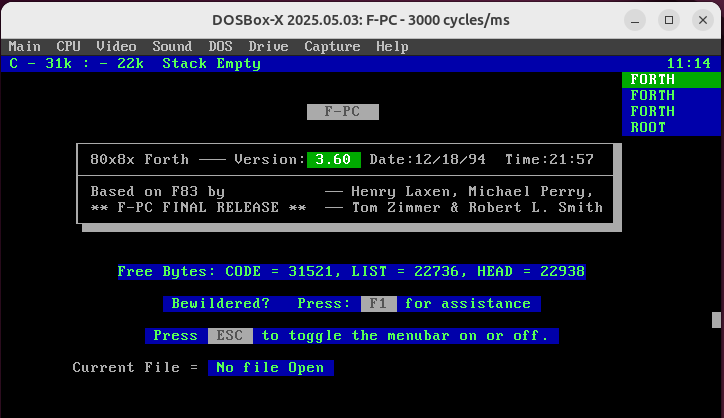 DOSBox-X 2025.05.03: F-PC - 3000 cycles/ms
Main CPU Video Sound DOS Drive Capture Help
C - 31k : - 22k Stack Empty 11:14
FORTH
FORTH
FORTH
ROOT
F-PC
80x8x Forth ─── Version: 3.60 Date:12/18/94 Time:21:57
Based on F83 by ── Henry Laxen, Michael Perry,
** F-PC FINAL RELEASE ** ── Tom Zimmer & Robert L. Smith
Free Bytes: CODE = 31521, LIST = 22736, HEAD = 22938
Bewildered? Press: F1 for assistance
Press ESC to toggle the menubar on or off.
Current File = No file Open